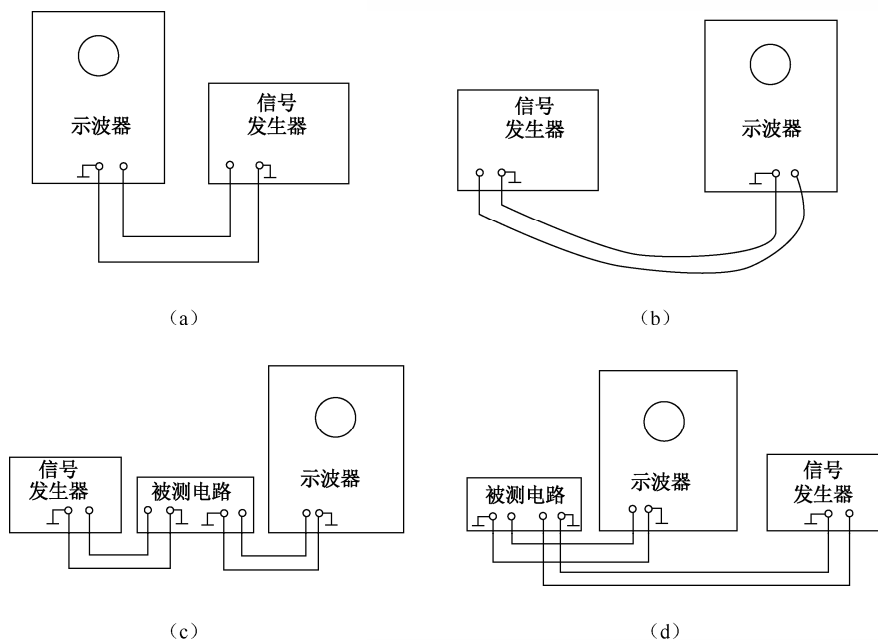 示波器
信号
发生器
(a)
信号
发生器
示波器
(b)
信号
发生器
被测电路
示波器
(c)
被测电路
示波器
信号
发生器
(d)